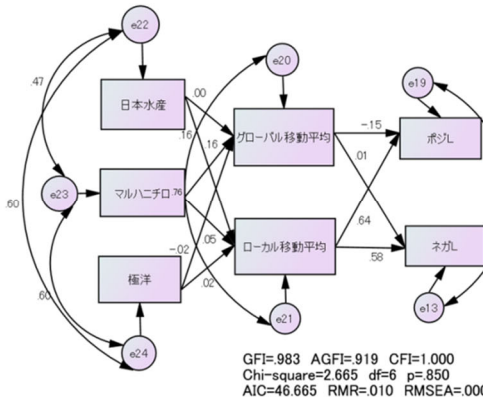 e22
e20
e19
.47
日本水産
.00
グローバル移動平均
-.15
ポジL
.16
.16
.01
e23
マルハニチロ
.76
.60
.05
.64
-.02
ローカル移動平均
.58
ネガL
極洋
.02
.60
e21
e13
e24
GFI=.983 AGFI=.919 CFI=1.000
Chi-square=2.665 df=6 p=.850
AIC=46.665 RMR=.010 RMSEA=.000